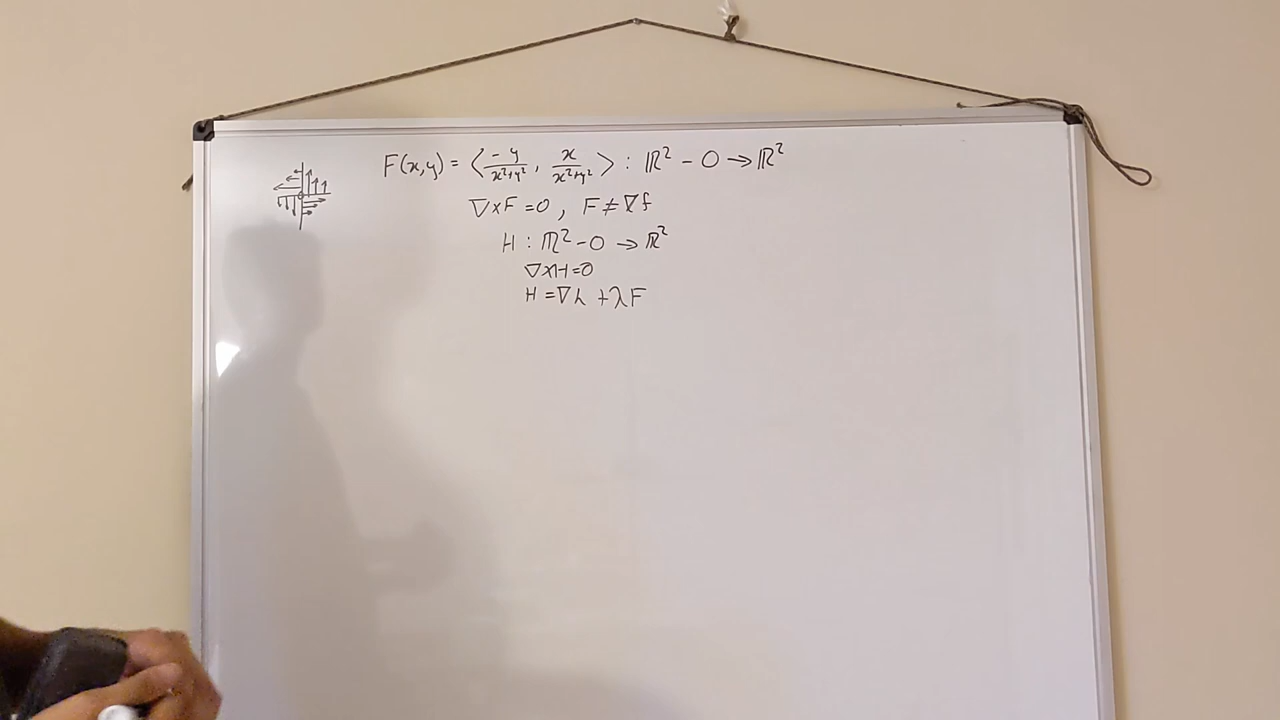 F(x,y) = ⟨ -y/(x²+y²) , x/(x²+y²) ⟩ : ℝ² - 0 → ℝ²
∇×F = 0 , F ≠ ∇f
H : ℝ² - 0 → ℝ²
∇×H = 0
H = ∇h + λF